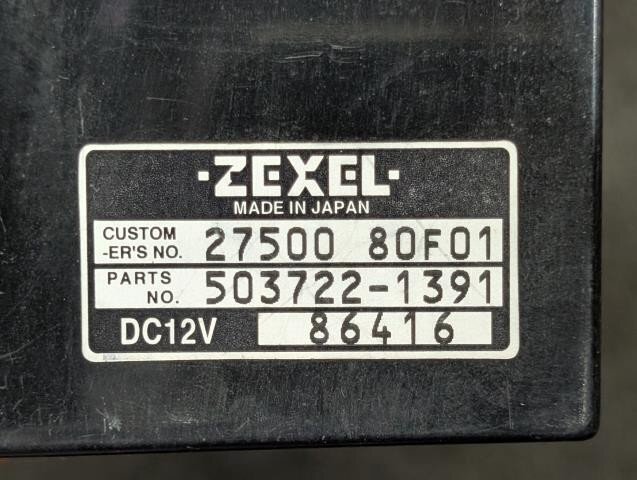 ·ZEXEL·
MADE IN JAPAN
CUSTOM
-ER'S NO. 27500 80F01
PARTS
NO. 503722-1391
DC12V 86416